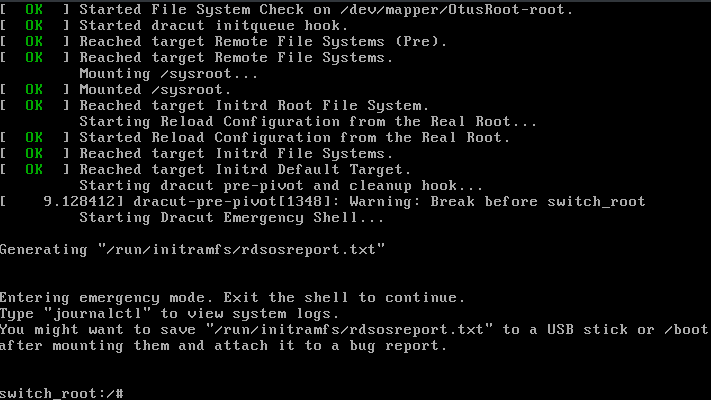 [  OK  ] Started File System Check on /dev/mapper/OtusRoot-root.
[  OK  ] Started dracut initqueue hook.
[  OK  ] Reached target Remote File Systems (Pre).
[  OK  ] Reached target Remote File Systems.
         Mounting /sysroot...
[  OK  ] Mounted /sysroot.
[  OK  ] Reached target Initrd Root File System.
         Starting Reload Configuration from the Real Root...
[  OK  ] Started Reload Configuration from the Real Root.
[  OK  ] Reached target Initrd File Systems.
[  OK  ] Reached target Initrd Default Target.
         Starting dracut pre-pivot and cleanup hook...
[    9.128412] dracut-pre-pivot[1348]: Warning: Break before switch_root
         Starting Dracut Emergency Shell...
Generating "/run/initramfs/rdsosreport.txt"
Entering emergency mode. Exit the shell to continue.
Type "journalctl" to view system logs.
You might want to save "/run/initramfs/rdsosreport.txt" to a USB stick or /boot
after mounting them and attach it to a bug report.
switch_root:/#